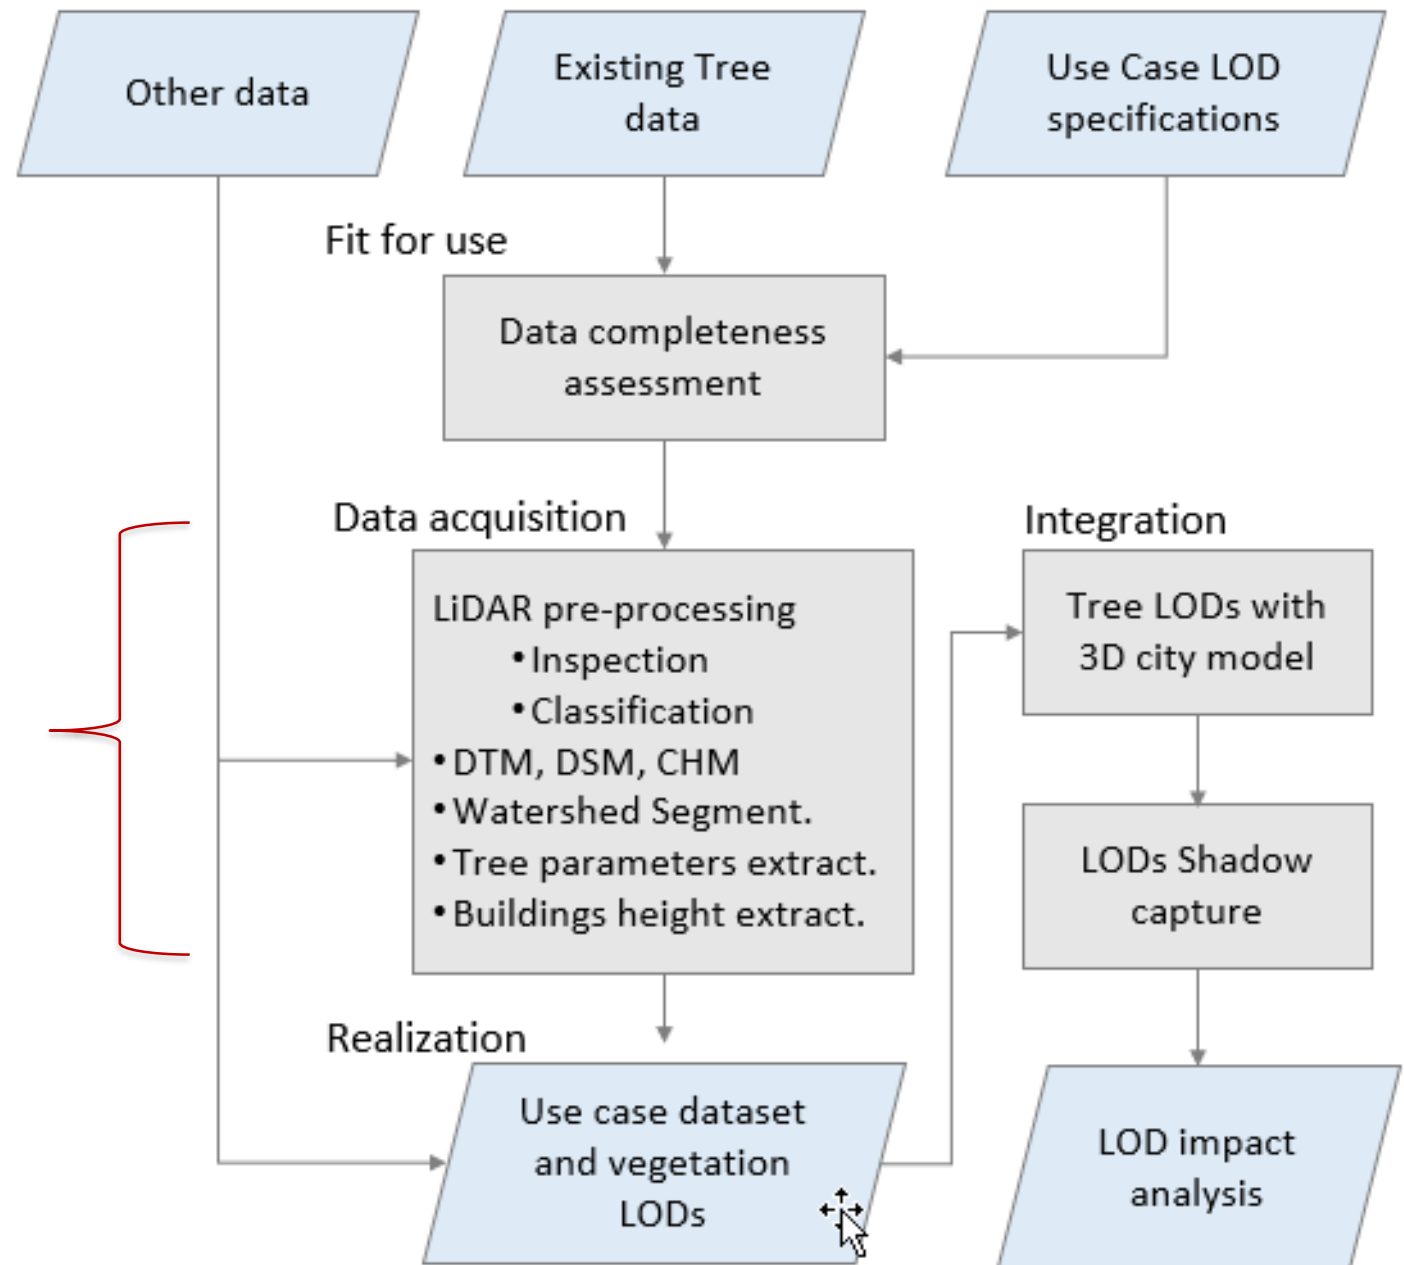 Other data
Existing Tree
data
Use Case LOD
specifications
Fit for use
Data completeness
assessment
Data acquisition
LiDAR pre-processing
•Inspection
•Classification
•DTM, DSM, CHM
•Watershed Segment.
•Tree parameters extract.
•Buildings height extract.
Integration
Tree LODs with
3D city model
LODs Shadow
capture
Realization
Use case dataset
and vegetation
LODs
LOD impact
analysis